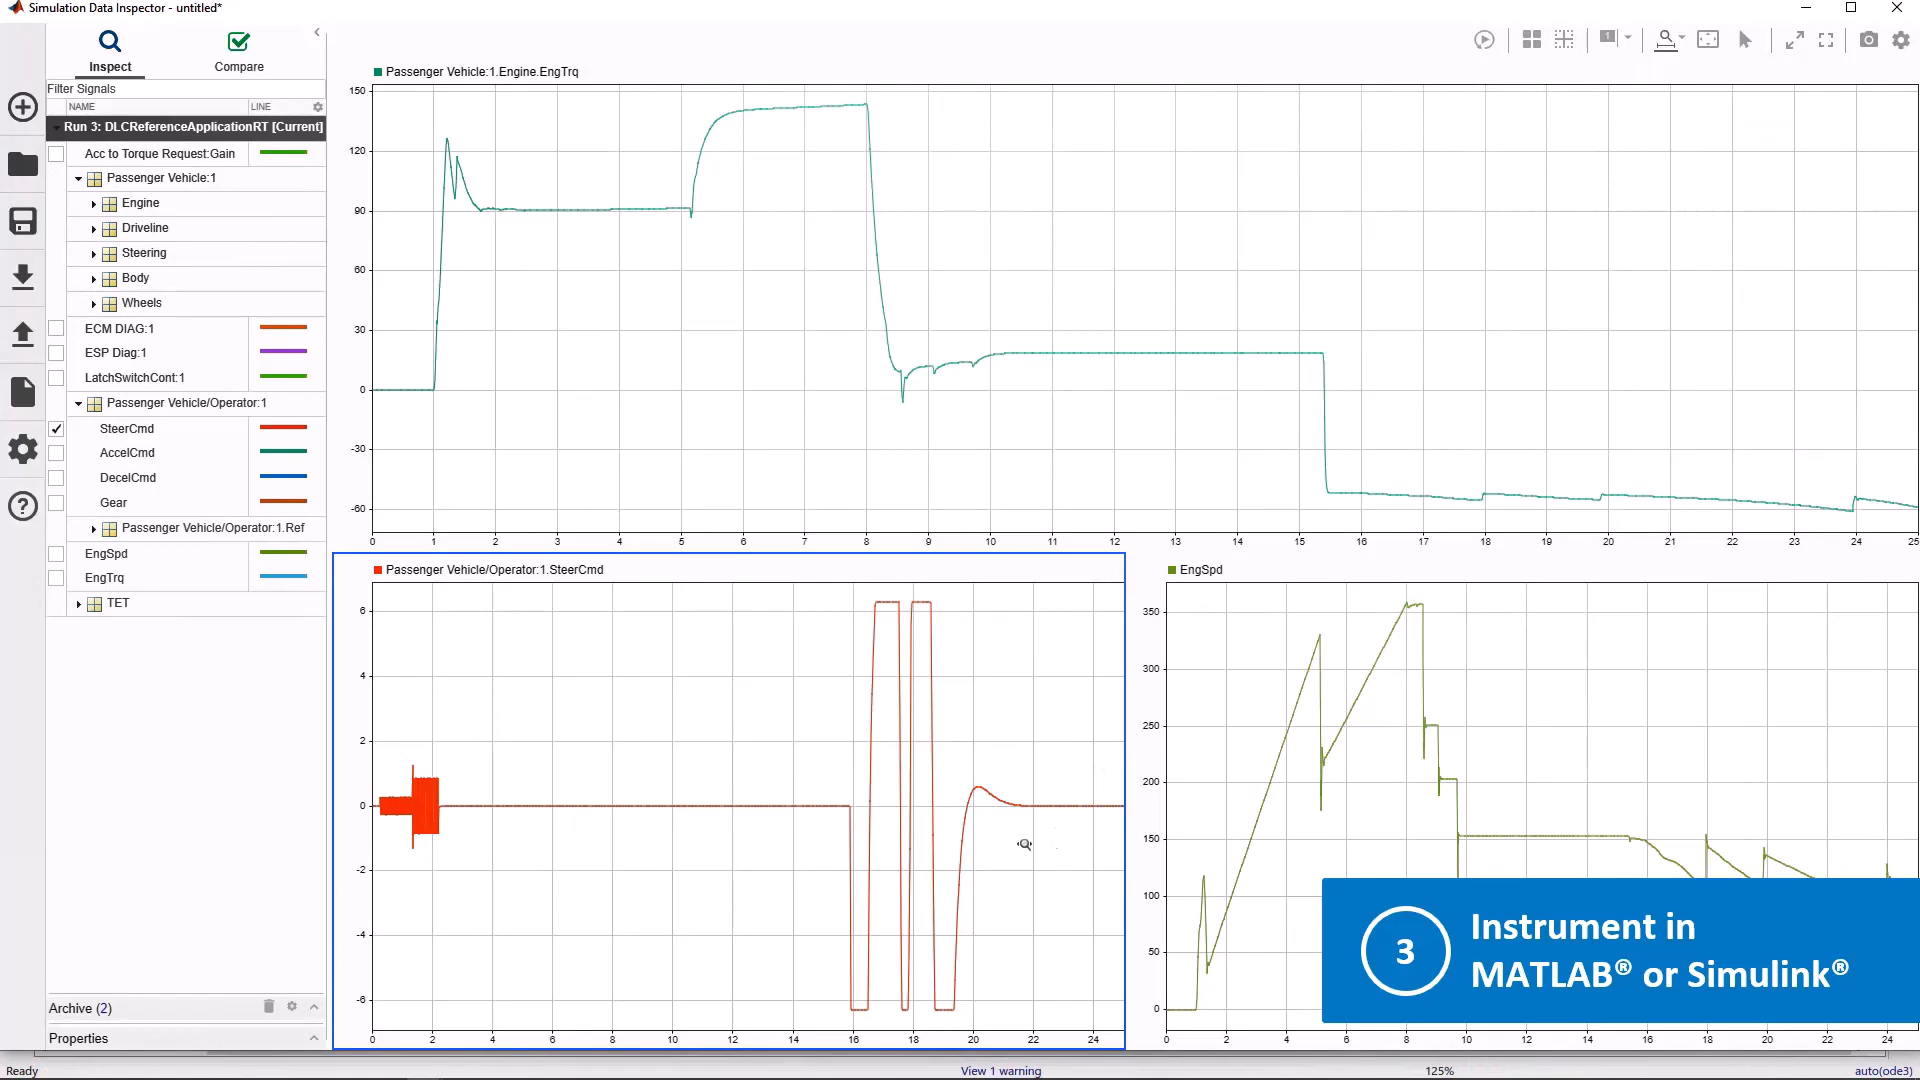 Simulation Data Inspector - untitled*
Inspect
Compare
Filter Signals
NAME
LINE
Run 3: DLCReferenceApplicationRT [Current]
Acc to Torque Request:Gain
Passenger Vehicle:1
Engine
Driveline
Steering
Body
Wheels
ECM DIAG:1
ESP Diag:1
LatchSwitchCont:1
Passenger Vehicle/Operator:1
SteerCmd
AccelCmd
DecelCmd
Gear
Passenger Vehicle/Operator:1.Ref
EngSpd
EngTrq
TET
Archive (2)
Properties
1
Passenger Vehicle:1.Engine.EngTrq
150
120
90
60
30
0
-30
-60
0 1 2 3 4 5 6 7 8 9 10 11 12 13 14 15 16 17 18 19 20 21 22 23 24 25
Passenger Vehicle/Operator:1.SteerCmd
6
4
2
0
-2
-4
-6
0 2 4 6 8 10 12 14 16 18 20 22 24
EngSpd
350
300
250
200
150
100
50
0
0 2 4 6 8 10 12 14 16 18 20 22 24
3
Instrument in
MATLAB® or Simulink®
Ready
View 1 warning
125%
auto(ode3)